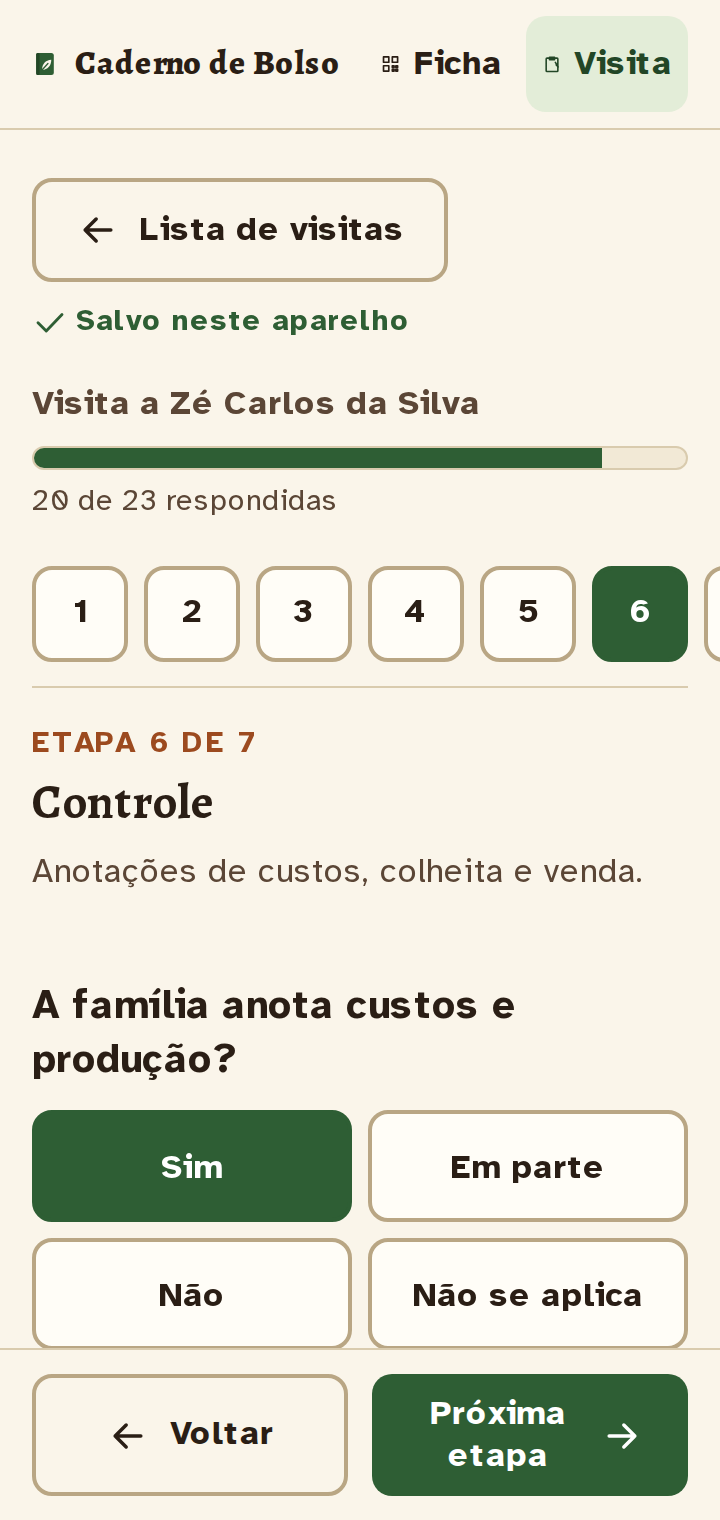 Caderno de Bolso
Ficha
Visita
Lista de visitas
Salvo neste aparelho
Visita a Zé Carlos da Silva
20 de 23 respondidas
1
2
3
4
5
6
ETAPA 6 DE 7
Controle
Anotações de custos, colheita e venda.
A família anota custos e
produção?
Sim
Em parte
Não
Não se aplica
Voltar
Próxima
etapa